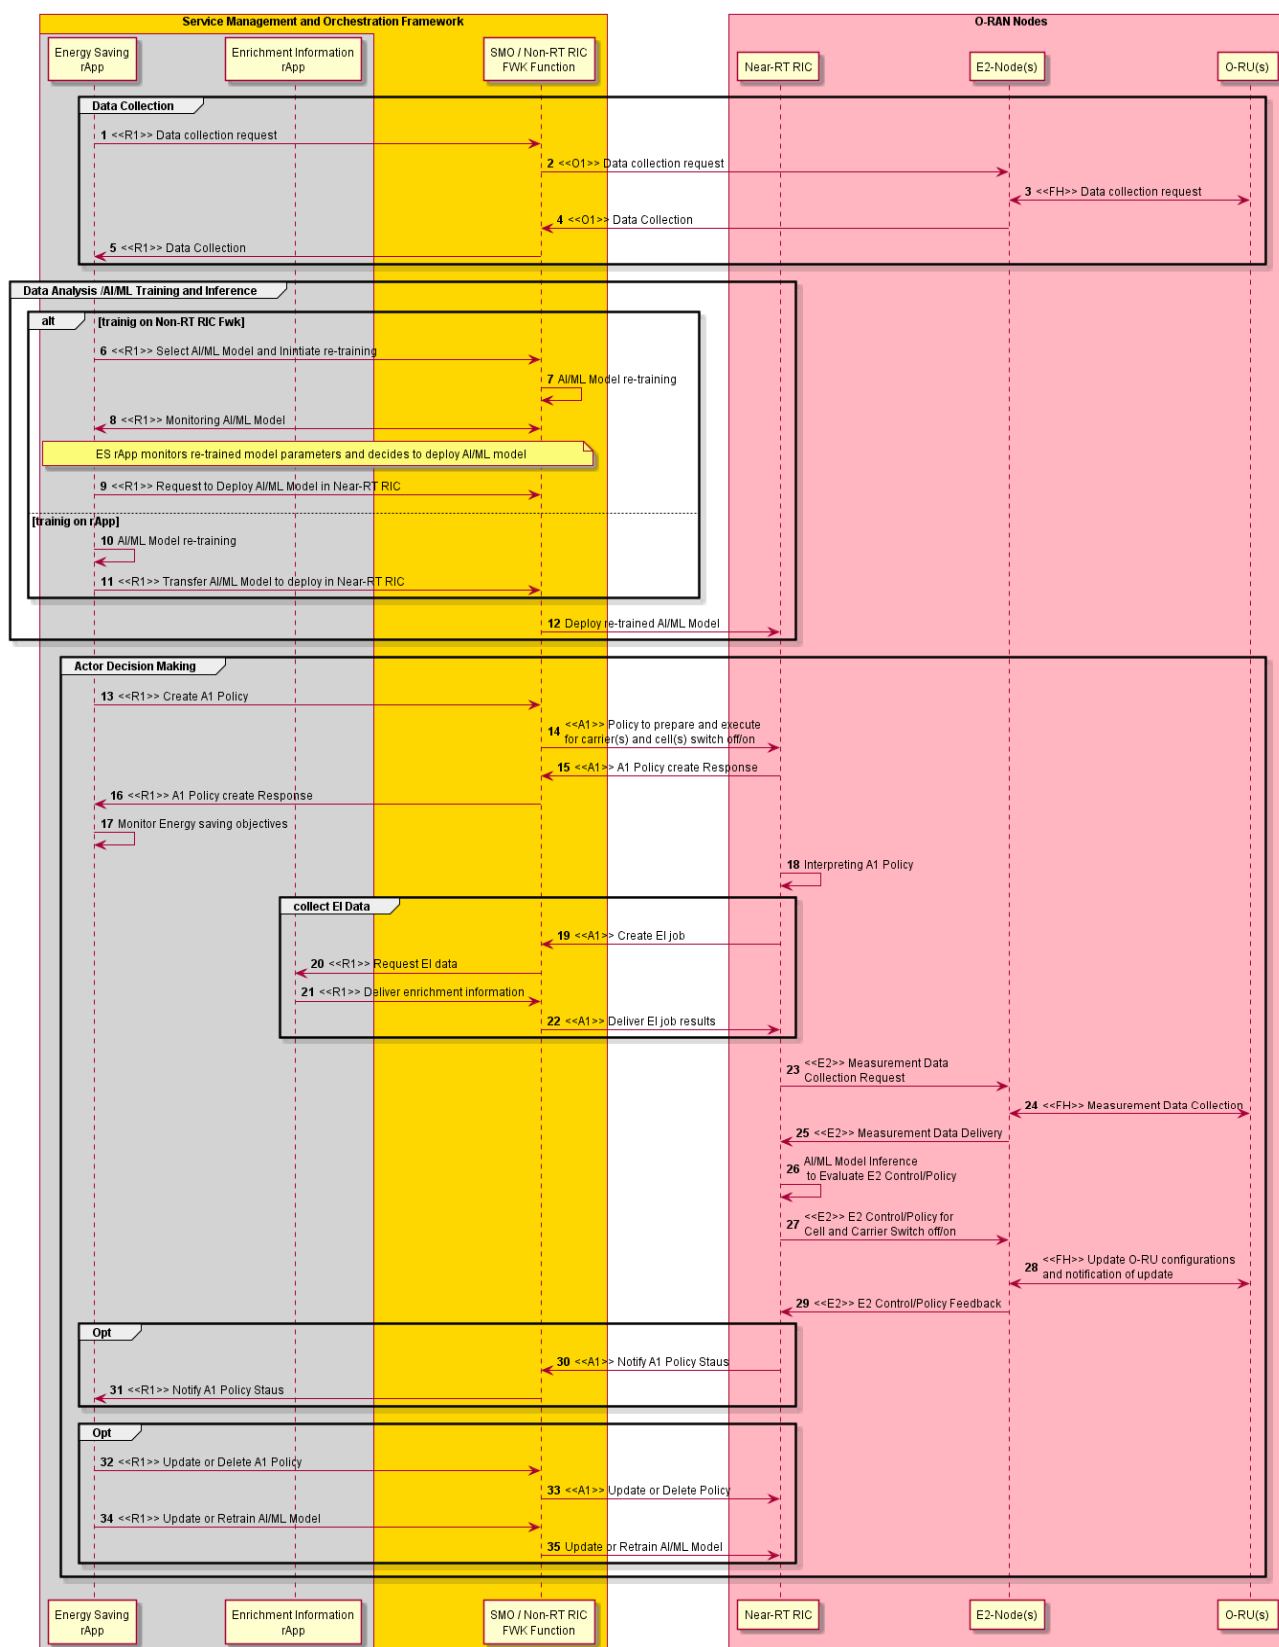 Service Management and Orchestration Framework
O-RAN Nodes
Energy Saving
rApp
Enrichment Information
rApp
SMO / Non-RT RIC
FWK Function
Near-RT RIC
E2-Node(s)
O-RU(s)
Data Collection
1 <<R1>> Data collection request
2 <<O1>> Data collection request
3 <<FH>> Data collection request
4 <<O1>> Data Collection
5 <<R1>> Data Collection
Data Analysis /AI/ML Training and Inference
alt [trainig on Non-RT RIC Fwk]
6 <<R1>> Select AI/ML Model and Inintiate re-training
7 AI/ML Model re-training
8 <<R1>> Monitoring AI/ML Model
ES rApp monitors re-trained model parameters and decides to deploy AI/ML model
9 <<R1>> Request to Deploy AI/ML Model in Near-RT RIC
[trainig on rApp]
10 AI/ML Model re-training
11 <<R1>> Transfer AI/ML Model to deploy in Near-RT RIC
12 Deploy re-trained AI/ML Model
Actor Decision Making
13 <<R1>> Create A1 Policy
14 <<A1>> Policy to prepare and execute
for carrier(s) and cell(s) switch off/on
15 <<A1>> A1 Policy create Response
16 <<R1>> A1 Policy create Response
17 Monitor Energy saving objectives
18 Interpreting A1 Policy
collect EI Data
19 <<A1>> Create EI job
20 <<R1>> Request EI data
21 <<R1>> Deliver enrichment information
22 <<A1>> Deliver EI job results
23 <<E2>> Measurement Data
Collection Request
24 <<FH>> Measurement Data Collection
25 <<E2>> Measurement Data Delivery
26 AI/ML Model Inference
to Evaluate E2 Control/Policy
27 <<E2>> E2 Control/Policy for
Cell and Carrier Switch off/on
28 <<FH>> Update O-RU configurations
and notification of update
29 <<E2>> E2 Control/Policy Feedback
Opt
30 <<A1>> Notify A1 Policy Staus
31 <<R1>> Notify A1 Policy Staus
Opt
32 <<R1>> Update or Delete A1 Policy
33 <<A1>> Update or Delete Policy
34 <<R1>> Update or Retrain AI/ML Model
35 Update or Retrain AI/ML Model
Energy Saving
rApp
Enrichment Information
rApp
SMO / Non-RT RIC
FWK Function
Near-RT RIC
E2-Node(s)
O-RU(s)